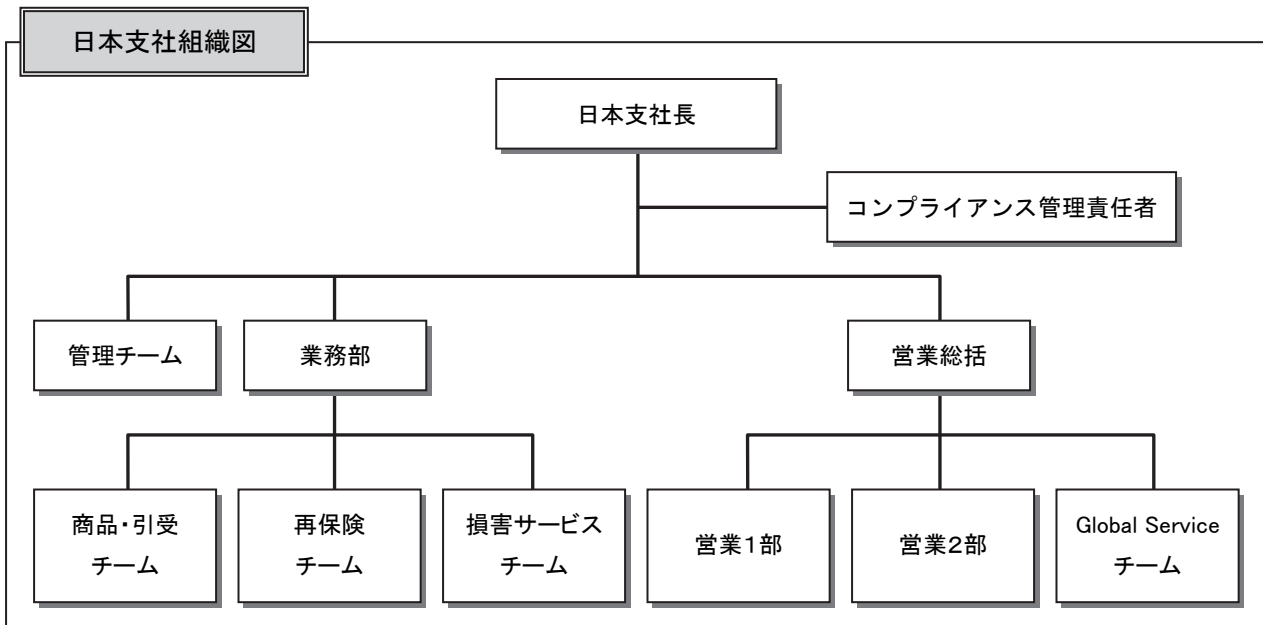 日本支社組織図
日本支社長
コンプライアンス管理責任者
管理チーム
業務部
営業総括
商品・引受
チーム
再保険
チーム
損害サービス
チーム
営業1部
営業2部
Global Service
チーム